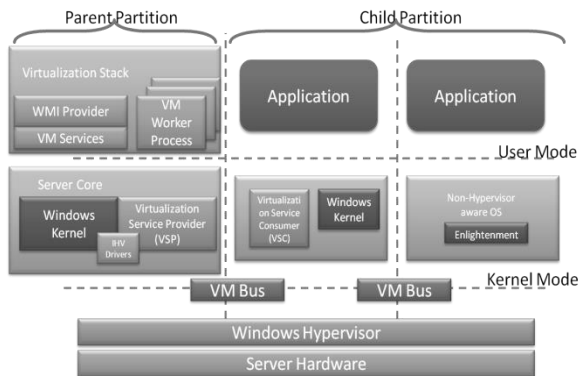 Parent Partition
Child Partition
Virtualization Stack
WMI Provider
VM Services
VM
Worker
Process
Application
Application
User Mode
Server Core
Windows
Kernel
Virtualization
Service Provider
(VSP)
IHV
Drivers
Virtualizati
on Service
Consumer
(VSC)
Windows
Kernel
Non-Hypervisor
aware OS
Enlightenment
Kernel Mode
VM Bus
VM Bus
Windows Hypervisor
Server Hardware